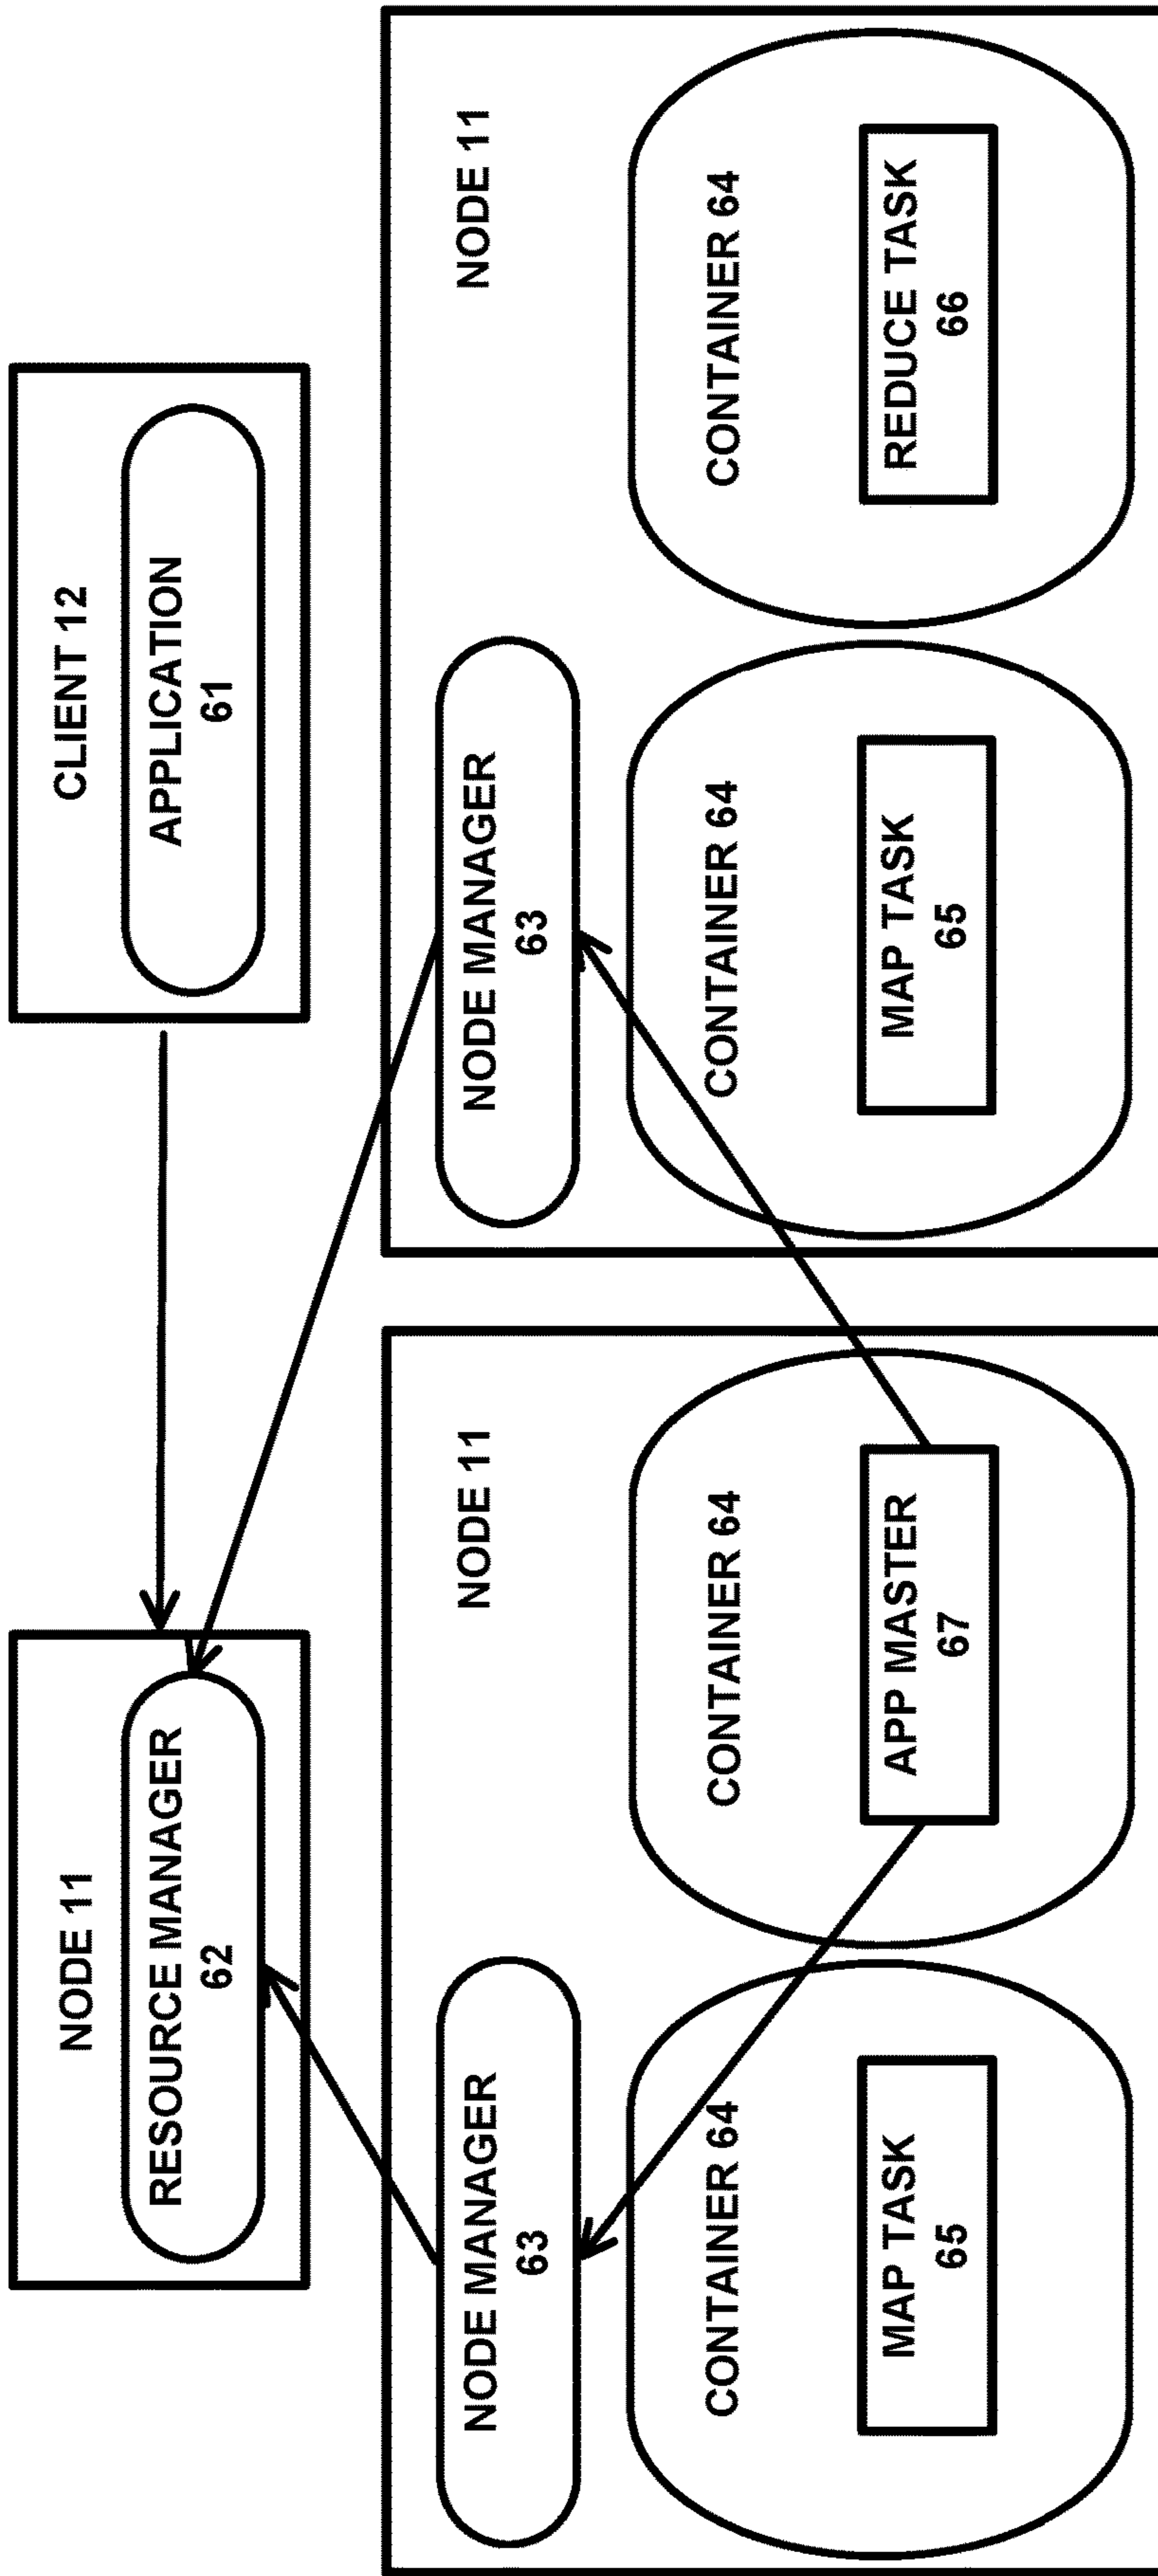 NODE 11
RESOURCE MANAGER
62
CLIENT 12
APPLICATION
61
NODE 11
NODE MANAGER
63
CONTAINER 64
MAP TASK
65
CONTAINER 64
APP MASTER
67
NODE 11
NODE MANAGER
63
CONTAINER 64
MAP TASK
65
CONTAINER 64
REDUCE TASK
66